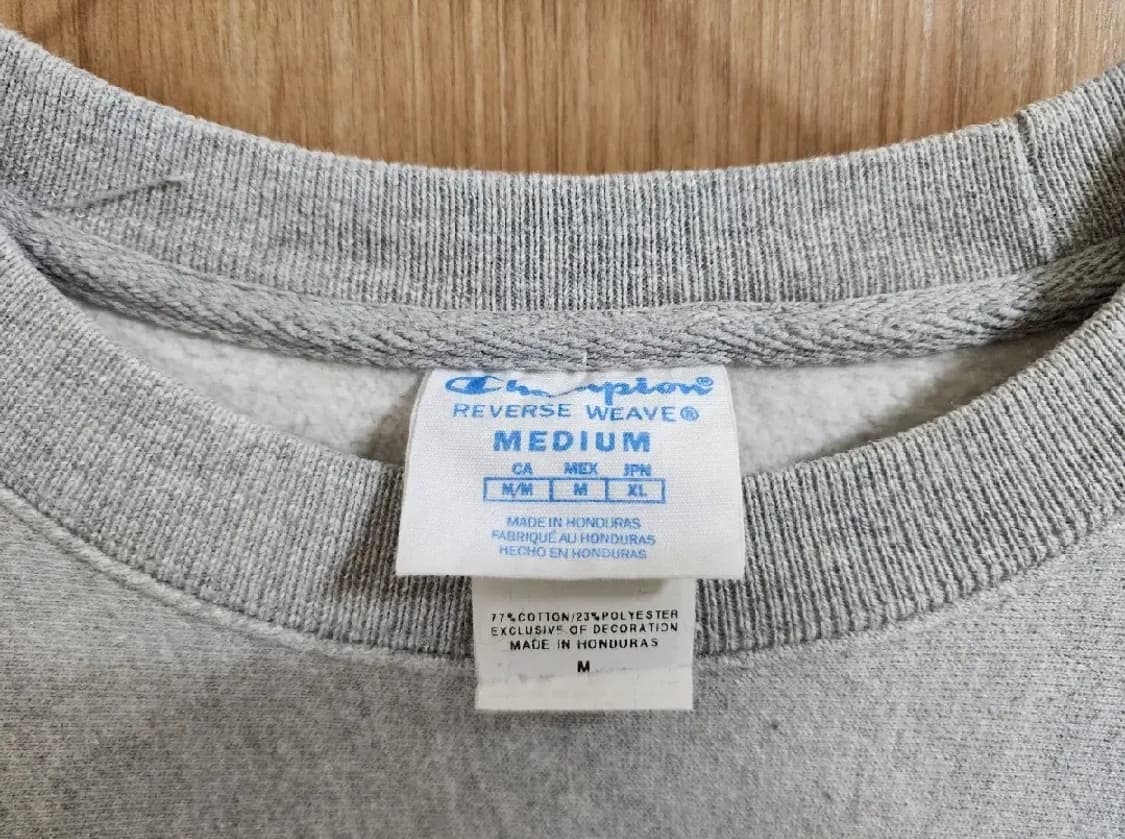 Champion®
REVERSE WEAVE®
MEDIUM
CA MEX JPN
M/M M XL
MADE IN HONDURAS
FABRIQUÉ AU HONDURAS
HECHO EN HONDURAS
77%COTTON/23%POLYESTER
EXCLUSIVE OF DECORATION
MADE IN HONDURAS
M